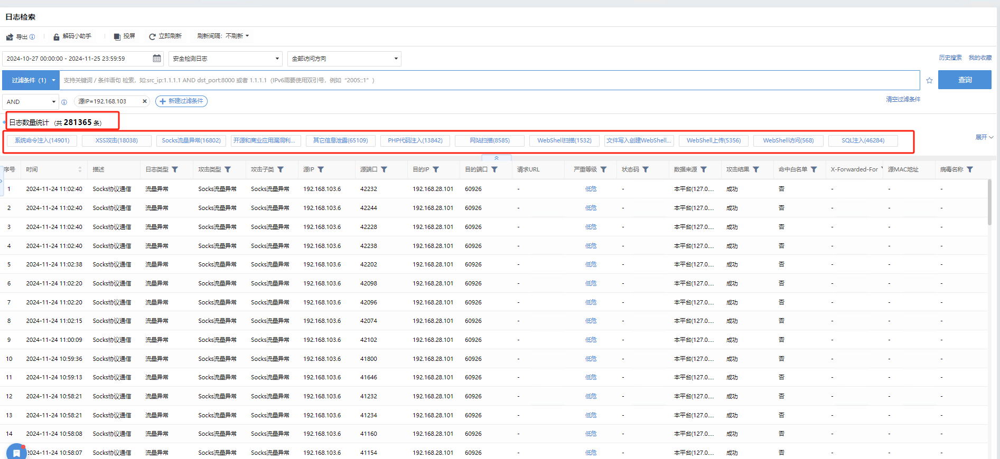 日志检索
导出 解码小助手 投屏 立即刷新 刷新间隔: 不刷新
2024-10-27 00:00:00 - 2024-11-25 23:59:59 安全检测日志 全部访问方向 历史搜索 我的收藏
过滤条件 (1) 支持关键词 / 条件语句 检索，如:src_ip:1.1.1.1 AND dst_port:8000 或者 1.1.1.1（IPv6需要使用双引号，例如“2005::1”） 查询
AND 源IP=192.168.103 新建过滤条件 清空过滤条件
日志数量统计 （共 281365 条）
系统命令注入(14901) XSS攻击(18038) Socks流量异常(16802) 开源和商业应用漏洞利... 其它信息泄露(65109) PHP代码注入(13842) 网站扫描(8585) WebShell扫描(1532) 文件写入创建WebShell... WebShell上传(5356) WebShell访问(568) SQL注入(46284) 展开
序号 时间 描述 日志类型 攻击类型 攻击子类 源IP 源端口 目的IP 目的端口 请求URL 严重等级 状态码 数据来源 攻击结果 命中白名单 X-Forwarded-For 源MAC地址 病毒名称
1 2024-11-24 11:02:40 Socks协议通信 流量异常 Socks流量异常 Socks流量异常 192.168.103.6 42232 192.168.28.101 60926 - 低危 - 本平台(127.0.... 成功 否 - - -
2 2024-11-24 11:02:40 Socks协议通信 流量异常 Socks流量异常 Socks流量异常 192.168.103.6 42244 192.168.28.101 60926 - 低危 - 本平台(127.0.... 成功 否 - - -
3 2024-11-24 11:02:40 Socks协议通信 流量异常 Socks流量异常 Socks流量异常 192.168.103.6 42228 192.168.28.101 60926 - 低危 - 本平台(127.0.... 成功 否 - - -
4 2024-11-24 11:02:40 Socks协议通信 流量异常 Socks流量异常 Socks流量异常 192.168.103.6 42238 192.168.28.101 60926 - 低危 - 本平台(127.0.... 成功 否 - - -
5 2024-11-24 11:02:38 Socks协议通信 流量异常 Socks流量异常 Socks流量异常 192.168.103.6 42202 192.168.28.101 60926 - 低危 - 本平台(127.0.... 成功 否 - - -
6 2024-11-24 11:02:20 Socks协议通信 流量异常 Socks流量异常 Socks流量异常 192.168.103.6 42098 192.168.28.101 60926 - 低危 - 本平台(127.0.... 成功 否 - - -
7 2024-11-24 11:02:20 Socks协议通信 流量异常 Socks流量异常 Socks流量异常 192.168.103.6 42096 192.168.28.101 60926 - 低危 - 本平台(127.0.... 成功 否 - - -
8 2024-11-24 11:02:15 Socks协议通信 流量异常 Socks流量异常 Socks流量异常 192.168.103.6 42074 192.168.28.101 60926 - 低危 - 本平台(127.0.... 成功 否 - - -
9 2024-11-24 11:00:09 Socks协议通信 流量异常 Socks流量异常 Socks流量异常 192.168.103.6 42102 192.168.28.101 60926 - 低危 - 本平台(127.0.... 成功 否 - - -
10 2024-11-24 10:59:36 Socks协议通信 流量异常 Socks流量异常 Socks流量异常 192.168.103.6 41800 192.168.28.101 60926 - 低危 - 本平台(127.0.... 成功 否 - - -
11 2024-11-24 10:59:13 Socks协议通信 流量异常 Socks流量异常 Socks流量异常 192.168.103.6 41646 192.168.28.101 60926 - 低危 - 本平台(127.0.... 成功 否 - - -
12 2024-11-24 10:58:21 Socks协议通信 流量异常 Socks流量异常 Socks流量异常 192.168.103.6 41232 192.168.28.101 60926 - 低危 - 本平台(127.0.... 成功 否 - - -
13 2024-11-24 10:58:21 Socks协议通信 流量异常 Socks流量异常 Socks流量异常 192.168.103.6 41234 192.168.28.101 60926 - 低危 - 本平台(127.0.... 成功 否 - - -
14 2024-11-24 10:58:08 Socks协议通信 流量异常 Socks流量异常 Socks流量异常 192.168.103.6 41160 192.168.28.101 60926 - 低危 - 本平台(127.0.... 成功 否 - - -
2024-11-24 10:58:07 Socks协议通信 流量异常 Socks流量异常 Socks流量异常 192.168.103.6 41154 192.168.28.101 60926 - 低危 - 本平台(127.0.... 成功 否 - - -